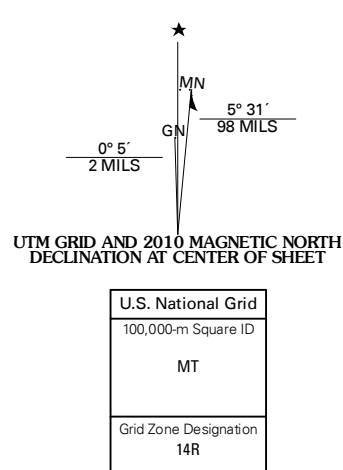 ★
MN
5° 31´
98 MILS
GN
0° 5´
2 MILS
UTM GRID AND 2010 MAGNETIC NORTH
DECLINATION AT CENTER OF SHEET
U.S. National Grid
100,000-m Square ID
MT
Grid Zone Designation
14R